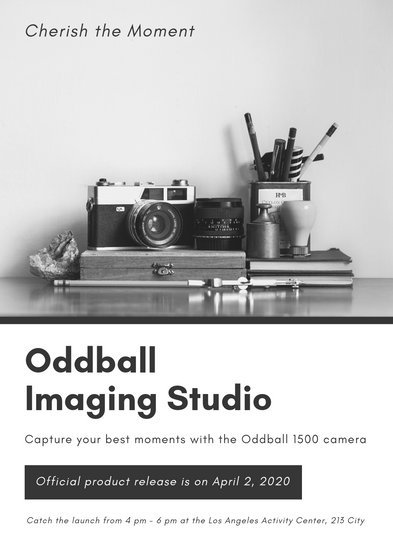 Cherish the Moment
Oddball
Imaging Studio
Capture your best moments with the Oddball 1500 camera
Official product release is on April 2, 2020
Catch the launch from 4 pm - 6 pm at the Los Angeles Activity Center, 213 City